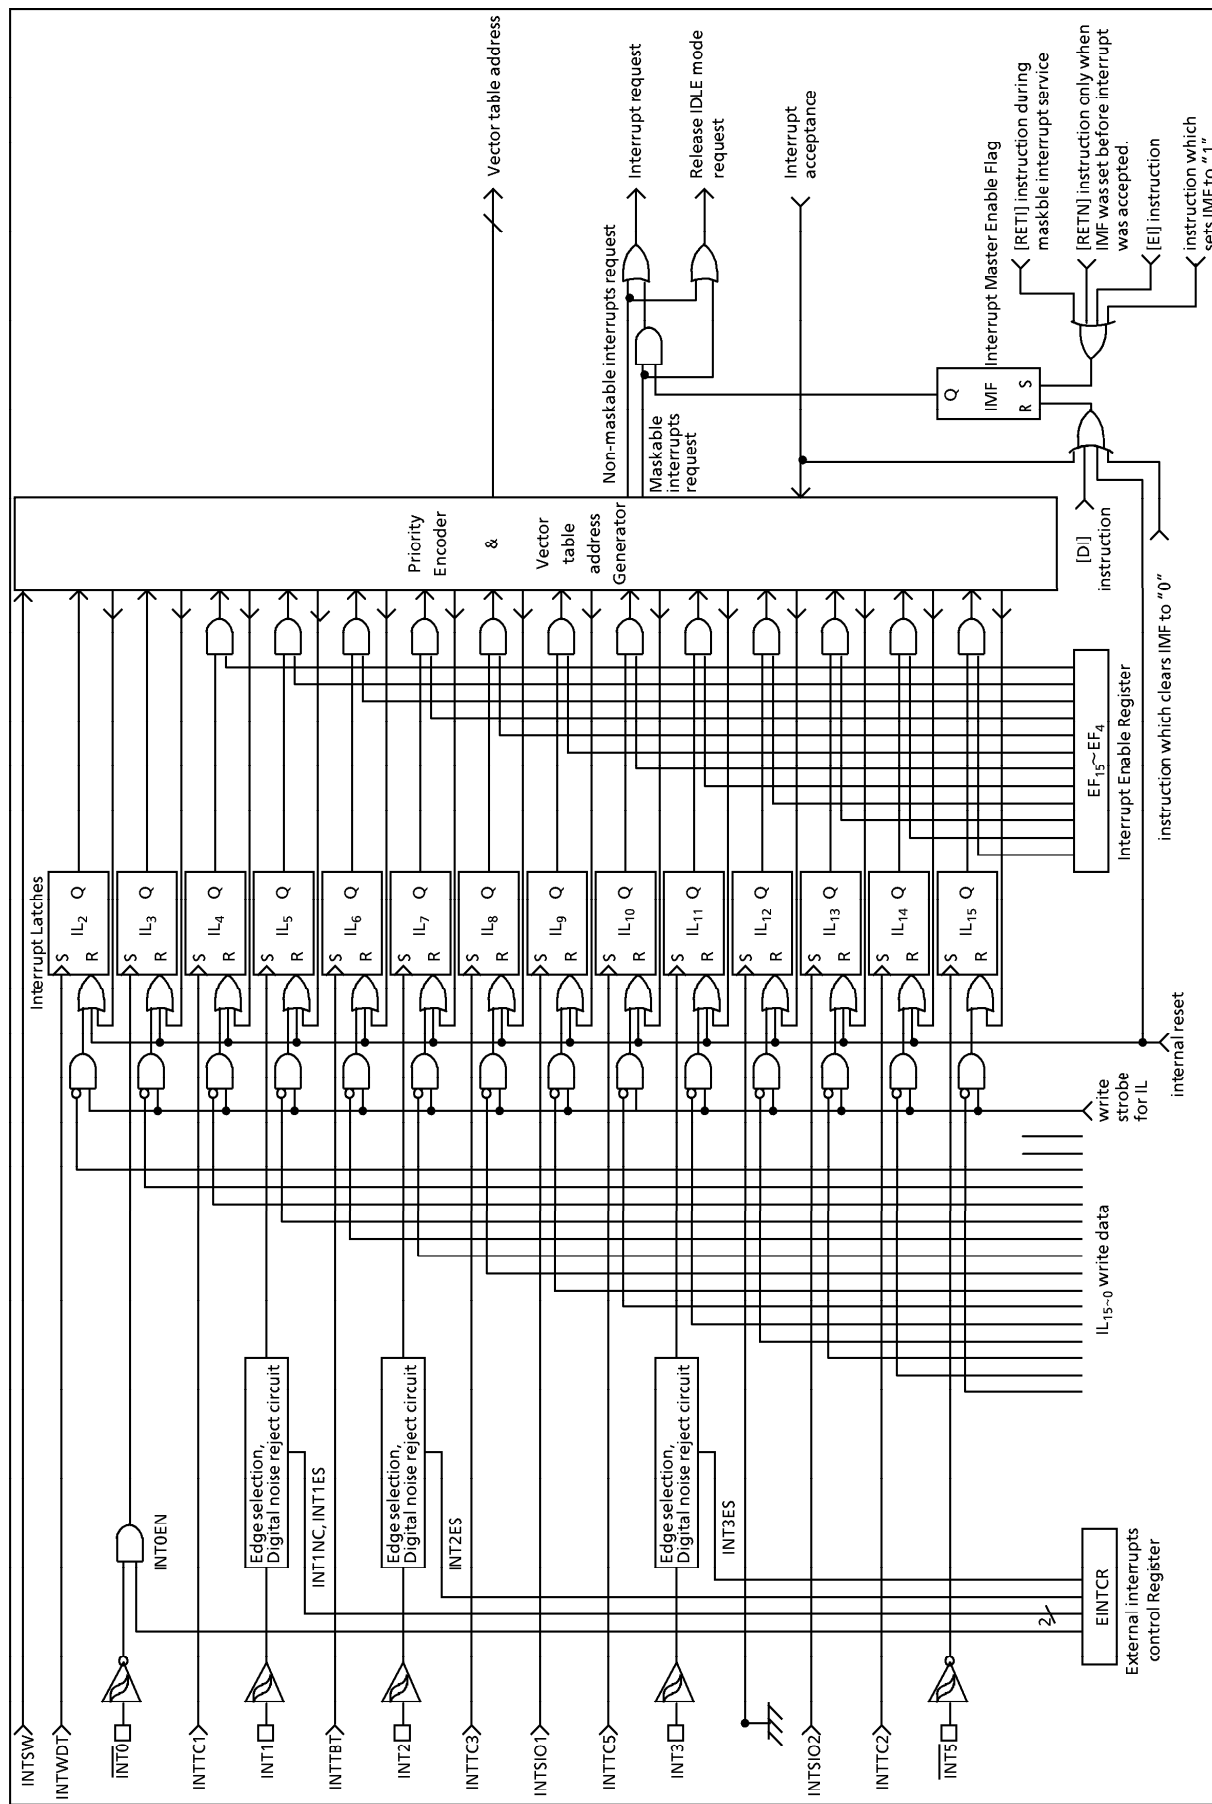 INTSW
INTWDT
INT0
INTTC1
INT1
INTTBT
INT2
INTTC3
INTSIO1
INTTC5
INT3
INTSIO2
INTTC2
INT5
INT0EN
Edge selection,
Digital noise reject circuit
INT1NC, INT1ES
Edge selection,
Digital noise reject circuit
INT2ES
Edge selection,
Digital noise reject circuit
INT3ES
2
EINTCR
External interrupts
control Register
IL15~0 write data
write
strobe
for IL
internal reset
Interrupt Latches
S
IL2 Q
R
S
IL3 Q
R
S
IL4 Q
R
S
IL5 Q
R
S
IL6 Q
R
S
IL7 Q
R
S
IL8 Q
R
S
IL9 Q
R
S
IL10 Q
R
S
IL11 Q
R
S
IL12 Q
R
S
IL13 Q
R
S
IL14 Q
R
S
IL15 Q
R
EF15~EF4
Interrupt Enable Register
instruction which clears IMF to "0"
Priority
Encoder
&
Vector
table
address
Generator
[DI]
instruction
Non-maskable interrupts request
Maskable
interrupts
request
Q
IMF
R S
Interrupt Master Enable Flag
Vector table address
Interrupt request
Release IDLE mode
request
Interrupt
acceptance
[RETI] instruction during
maskble interrupt service
[RETN] instruction only when
IMF was set before interrupt
was accepted.
[EI] instruction
instruction which
sets IMF to "1"